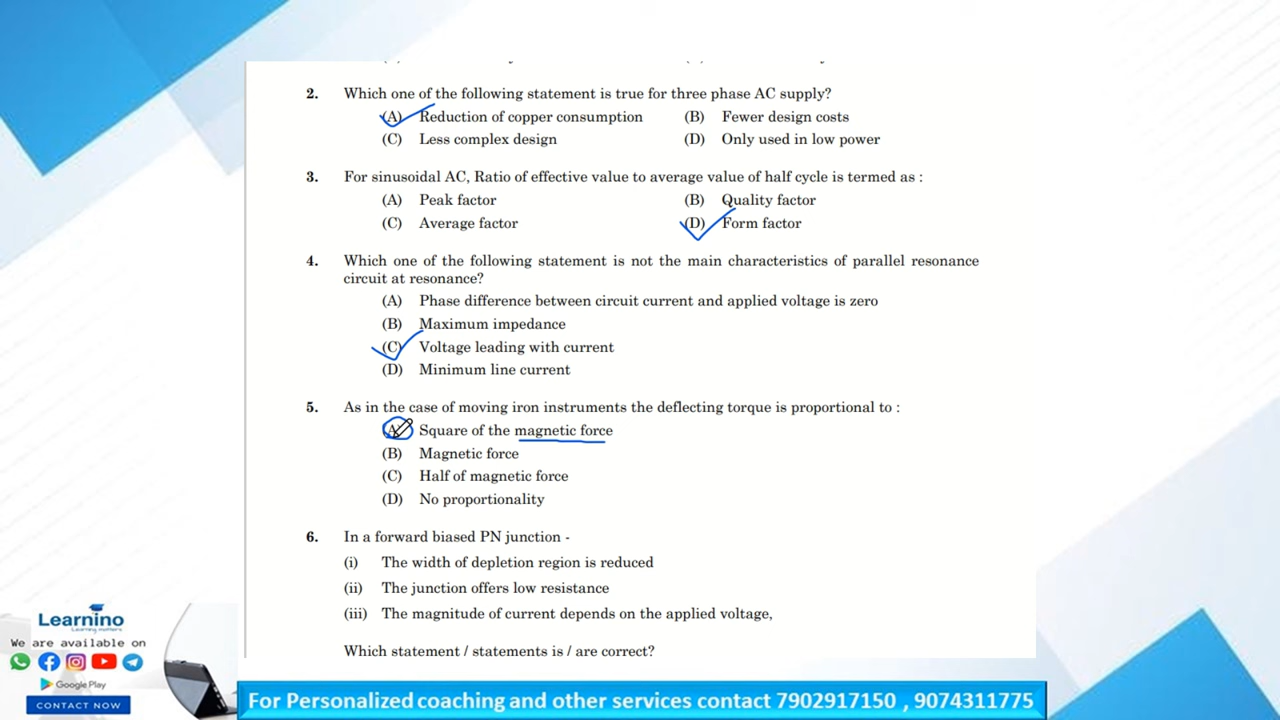 2. Which one of the following statement is true for three phase AC supply?
(A) Reduction of copper consumption (B) Fewer design costs
(C) Less complex design (D) Only used in low power
3. For sinusoidal AC, Ratio of effective value to average value of half cycle is termed as :
(A) Peak factor (B) Quality factor
(C) Average factor (D) Form factor
4. Which one of the following statement is not the main characteristics of parallel resonance
circuit at resonance?
(A) Phase difference between circuit current and applied voltage is zero
(B) Maximum impedance
(C) Voltage leading with current
(D) Minimum line current
5. As in the case of moving iron instruments the deflecting torque is proportional to :
(A) Square of the magnetic force
(B) Magnetic force
(C) Half of magnetic force
(D) No proportionality
6. In a forward biased PN junction -
(i) The width of depletion region is reduced
(ii) The junction offers low resistance
(iii) The magnitude of current depends on the applied voltage,
Which statement / statements is / are correct?
Learnino
Learning matters
We are available on
Google Play
CONTACT NOW
For Personalized coaching and other services contact 7902917150 , 9074311775